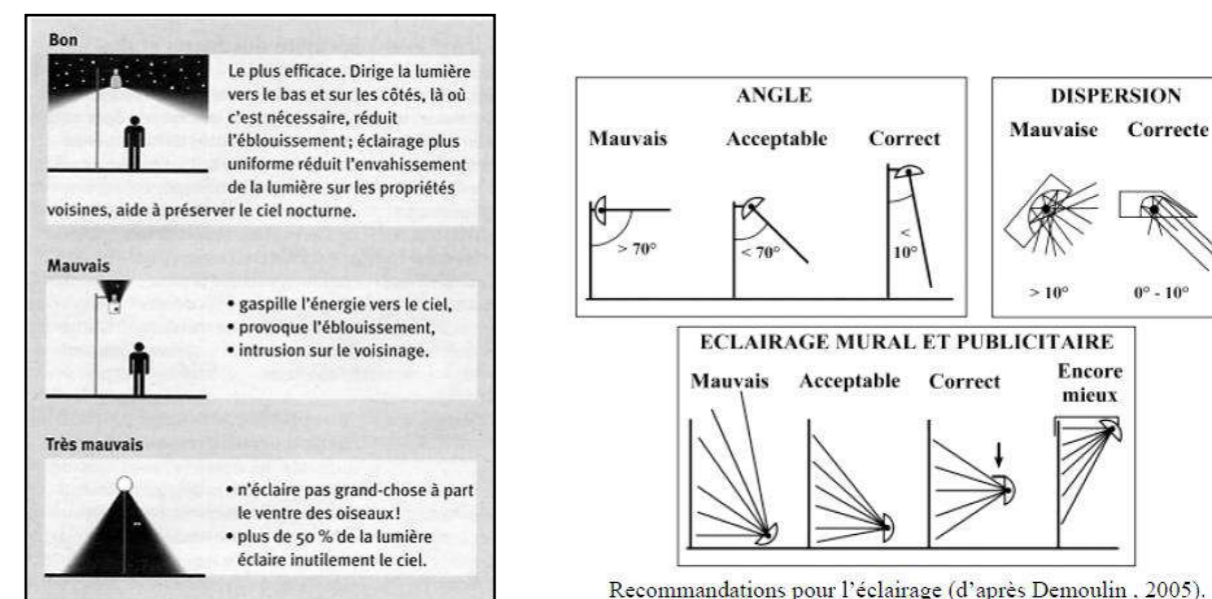 Bon
Le plus efficace. Dirige la lumière
vers le bas et sur les côtés, là où
c'est nécessaire, réduit
l'éblouissement ; éclairage plus
uniforme réduit l'envahissement
de la lumière sur les propriétés
voisines, aide à préserver le ciel nocturne.
Mauvais
• gaspille l'énergie vers le ciel,
• provoque l'éblouissement,
• intrusion sur le voisinage.
Très mauvais
• n'éclaire pas grand-chose à part
le ventre des oiseaux !
• plus de 50 % de la lumière
éclaire inutilement le ciel.
ANGLE
Mauvais Acceptable Correct
> 70° < 70° < 10°
DISPERSION
Mauvaise Correcte
> 10° 0° - 10°
ECLAIRAGE MURAL ET PUBLICITAIRE
Mauvais Acceptable Correct Encore mieux
Recommandations pour l'éclairage (d'après Demoulin , 2005).